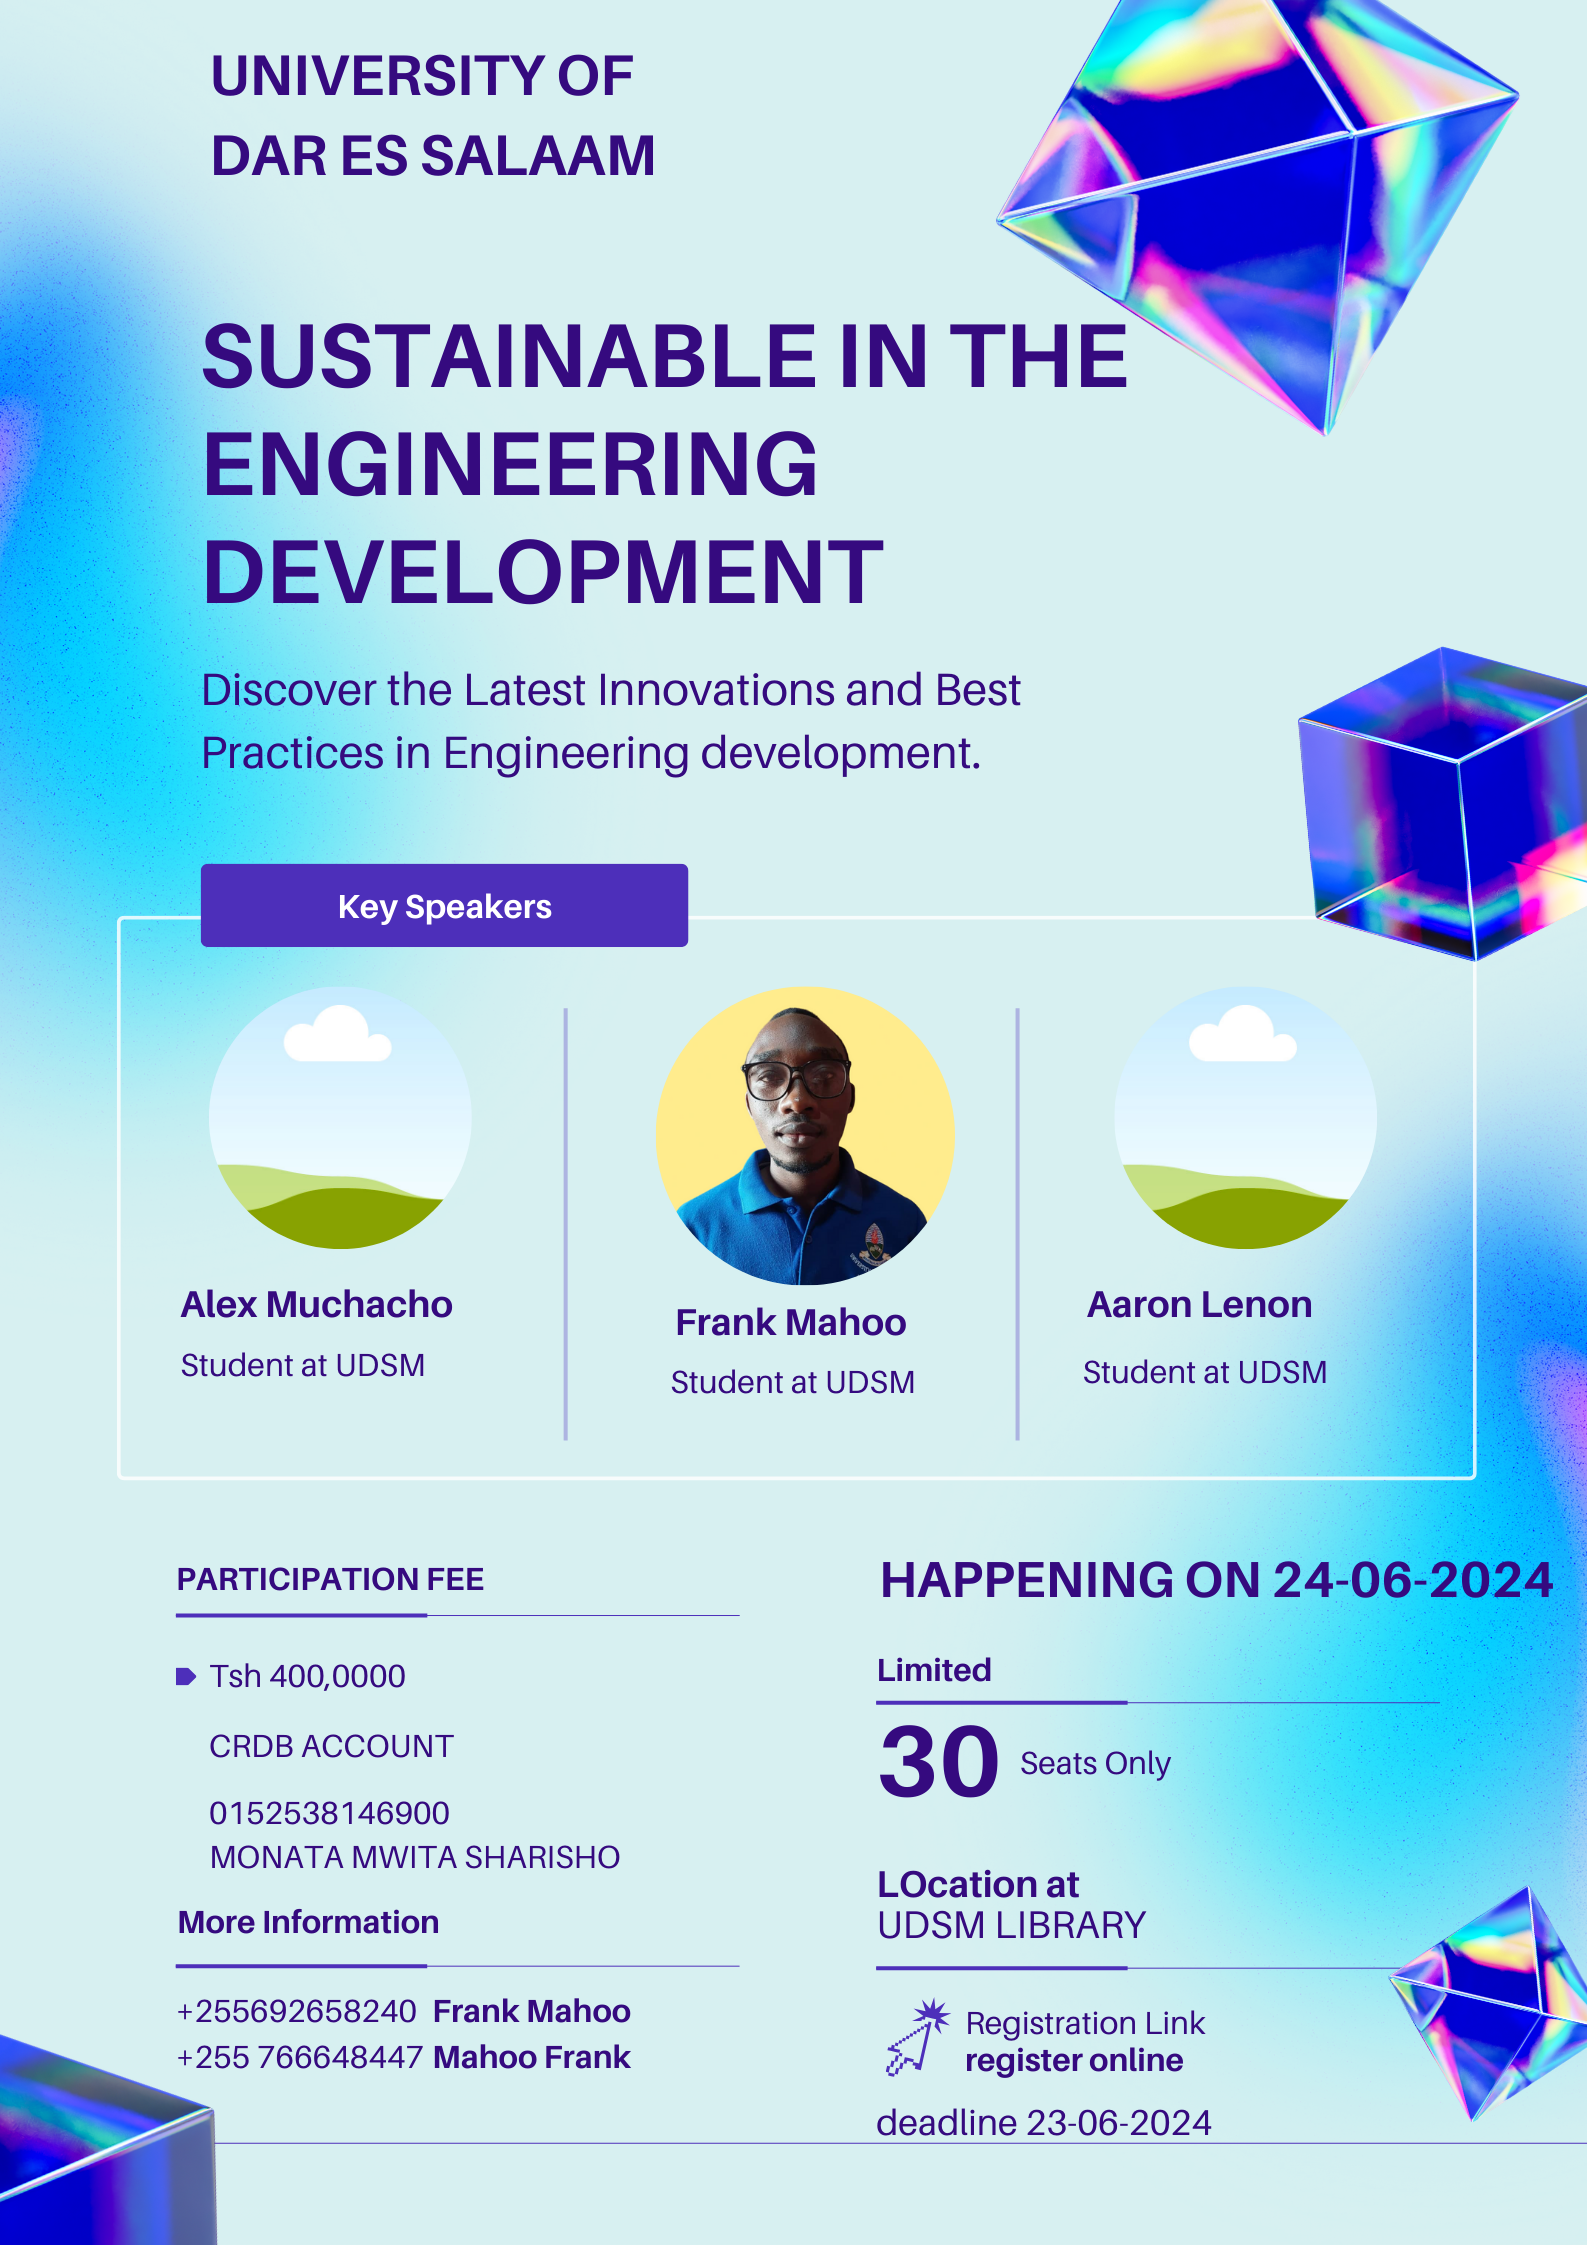 UNIVERSITY OF
DAR ES SALAAM
SUSTAINABLE IN THE
ENGINEERING
DEVELOPMENT
Discover the Latest Innovations and Best
Practices in Engineering development.
Key Speakers
Alex Muchacho
Student at UDSM
Frank Mahoo
Student at UDSM
Aaron Lenon
Student at UDSM
PARTICIPATION FEE
Tsh 400,0000
CRDB ACCOUNT
0152538146900
MONATA MWITA SHARISHO
More Information
+255692658240 Frank Mahoo
+255 766648447 Mahoo Frank
HAPPENING ON 24-06-2024
Limited
30 Seats Only
LOcation at
UDSM LIBRARY
Registration Link
register online
deadline 23-06-2024